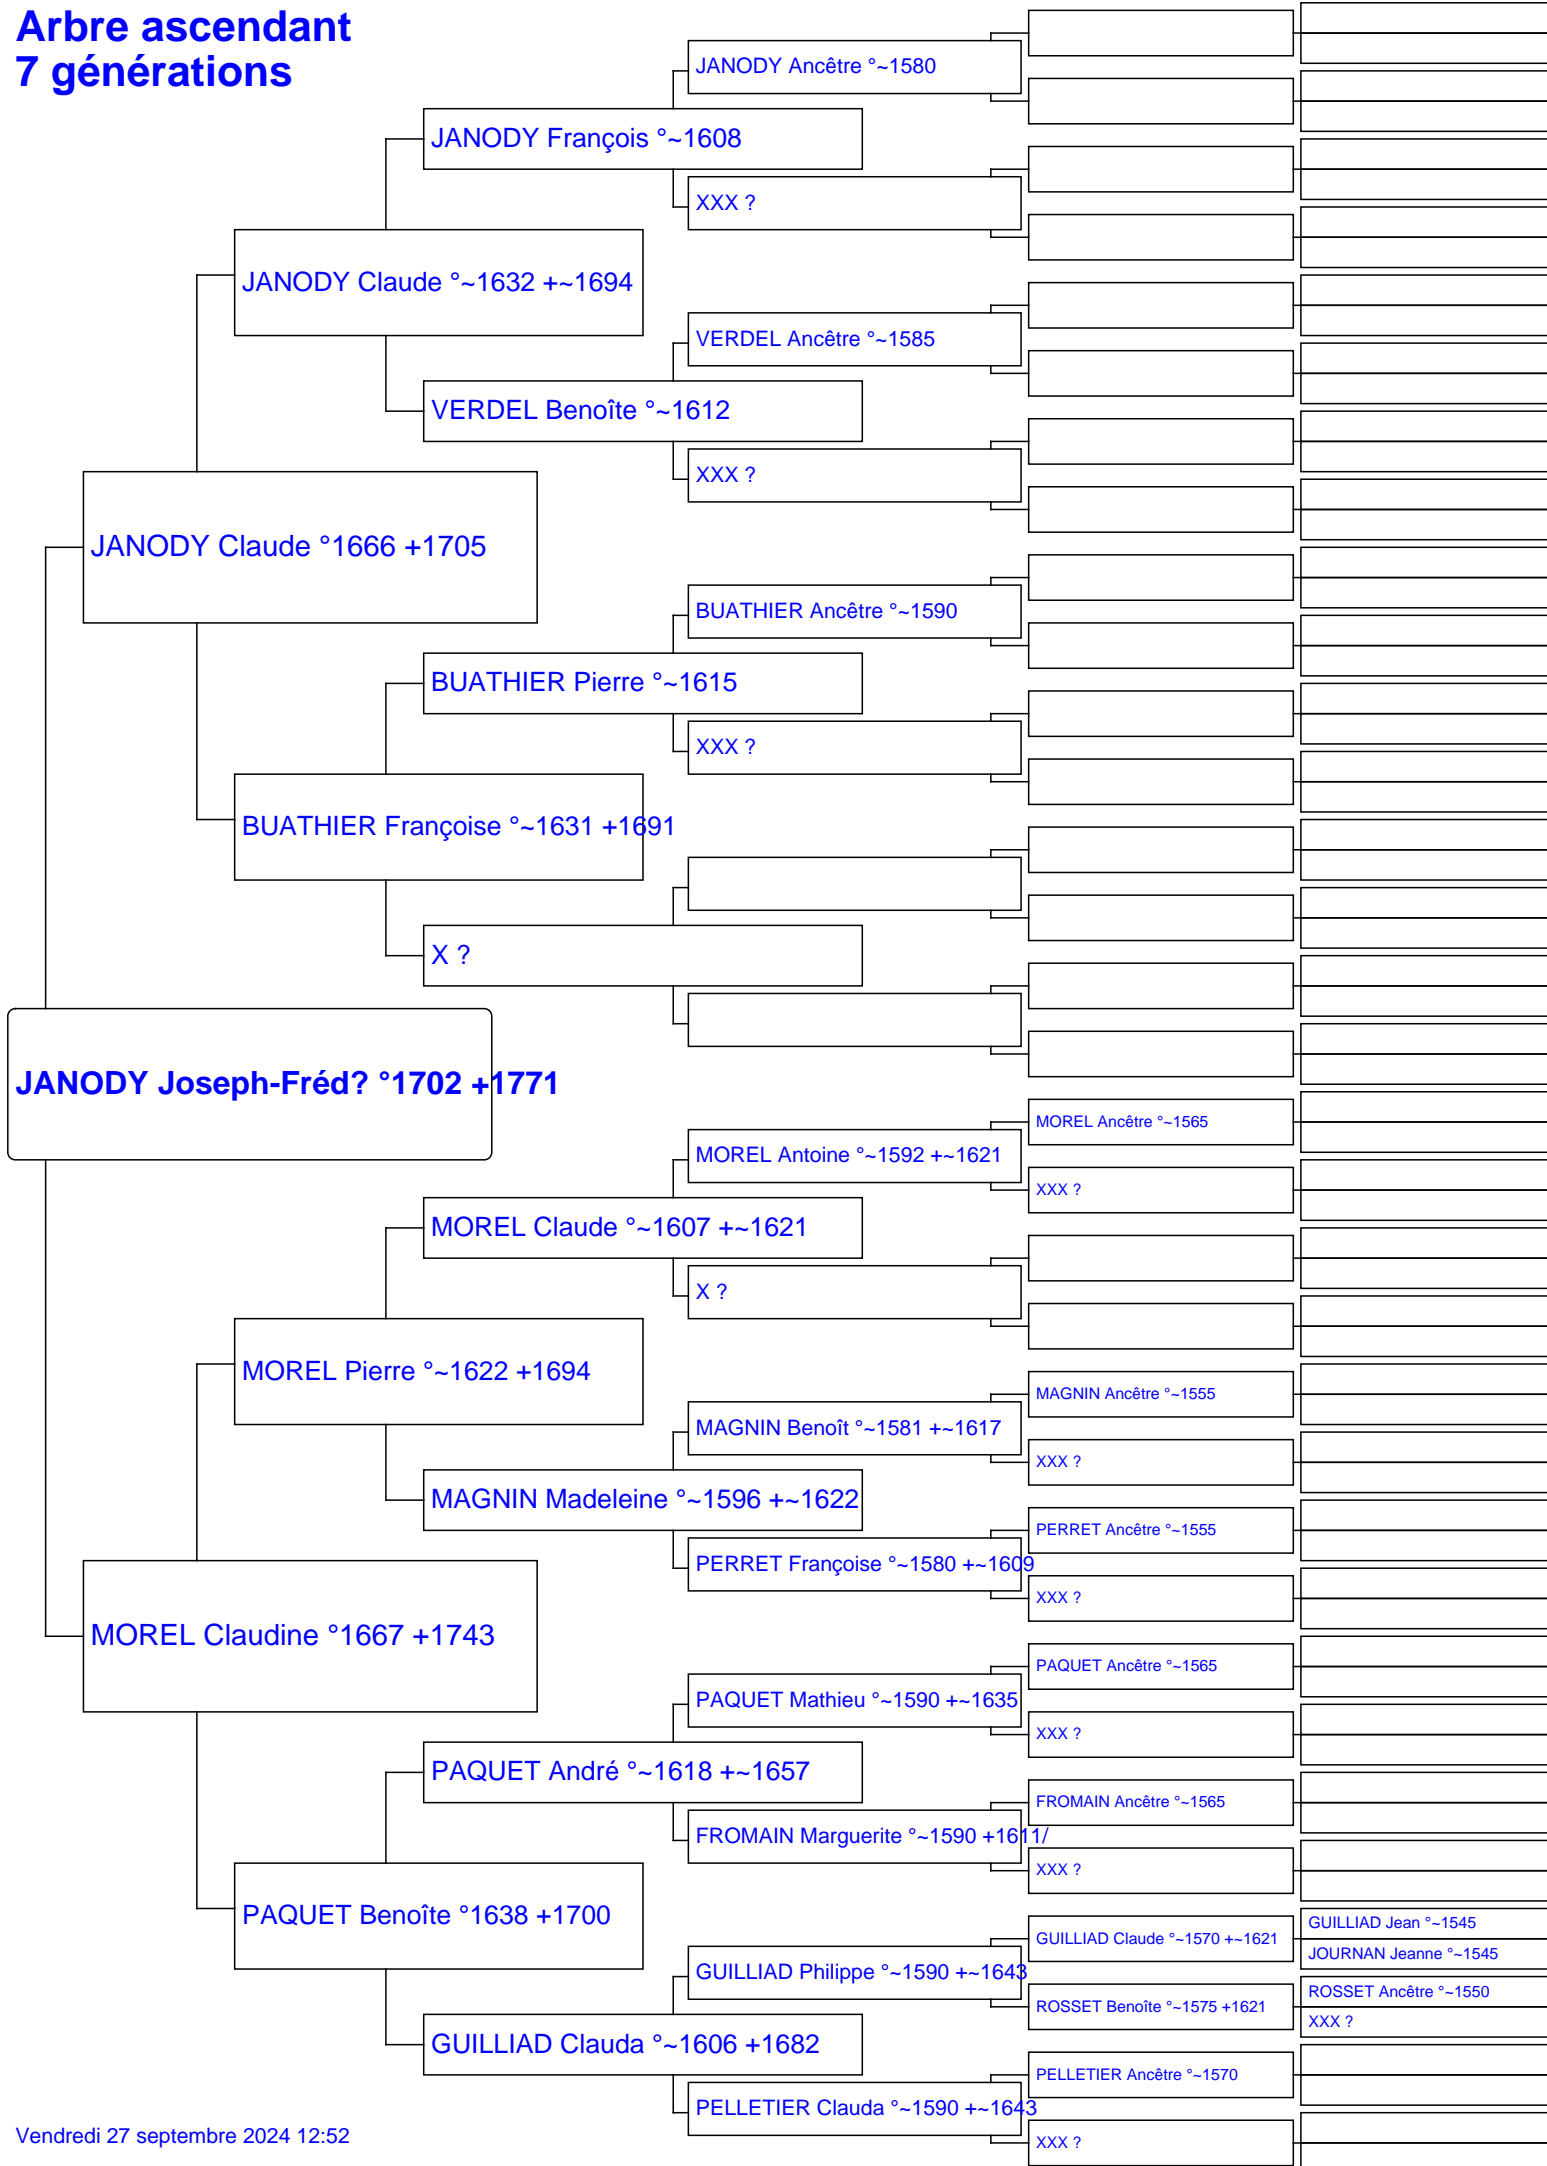 Arbre ascendant
7 générations
JANODY Ancêtre °~1580
JANODY François °~1608
XXX ?
JANODY Claude °~1632 +~1694
VERDEL Ancêtre °~1585
VERDEL Benoîte °~1612
XXX ?
JANODY Claude °1666 +1705
BUATHIER Ancêtre °~1590
BUATHIER Pierre °~1615
XXX ?
BUATHIER Françoise °~1631 +1691
X ?
JANODY Joseph-Fréd? °1702 +1771
MOREL Ancêtre °~1565
MOREL Antoine °~1592 +~1621
XXX ?
MOREL Claude °~1607 +~1621
X ?
MOREL Pierre °~1622 +1694
MAGNIN Ancêtre °~1555
MAGNIN Benoît °~1581 +~1617
XXX ?
MAGNIN Madeleine °~1596 +~1622
PERRET Ancêtre °~1555
PERRET Françoise °~1580 +~1609
XXX ?
MOREL Claudine °1667 +1743
PAQUET Ancêtre °~1565
PAQUET Mathieu °~1590 +~1635
XXX ?
PAQUET André °~1618 +~1657
FROMAIN Ancêtre °~1565
FROMAIN Marguerite °~1590 +1611/
XXX ?
PAQUET Benoîte °1638 +1700
GUILLIAD Jean °~1545
GUILLIAD Claude °~1570 +~1621
JOURNAN Jeanne °~1545
GUILLIAD Philippe °~1590 +~1643
ROSSET Ancêtre °~1550
ROSSET Benoîte °~1575 +1621
XXX ?
GUILLIAD Clauda °~1606 +1682
PELLETIER Ancêtre °~1570
PELLETIER Clauda °~1590 +~1643
XXX ?
Vendredi 27 septembre 2024 12:52